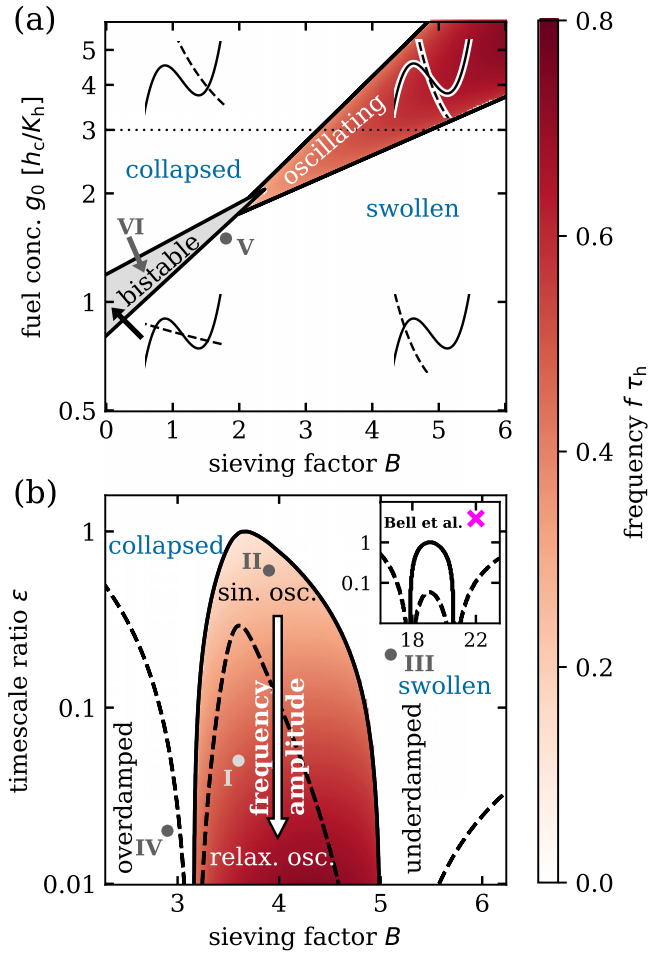 (a)
fuel conc. g₀ [h_c/K_h]
5
4
3
2
1
0.5
collapsed
oscillating
swollen
VI
bistable
V
0 1 2 3 4 5 6
sieving factor B
0.8
0.6
0.4
0.2
0.0
frequency f τ_h
(b)
timescale ratio ε
1
0.1
0.01
collapsed
II
sin. osc.
Bell et al.
1
0.1
18 22
III
swollen
frequency
amplitude
I
overdamped
underdamped
IV
relax. osc.
3 4 5 6
sieving factor B